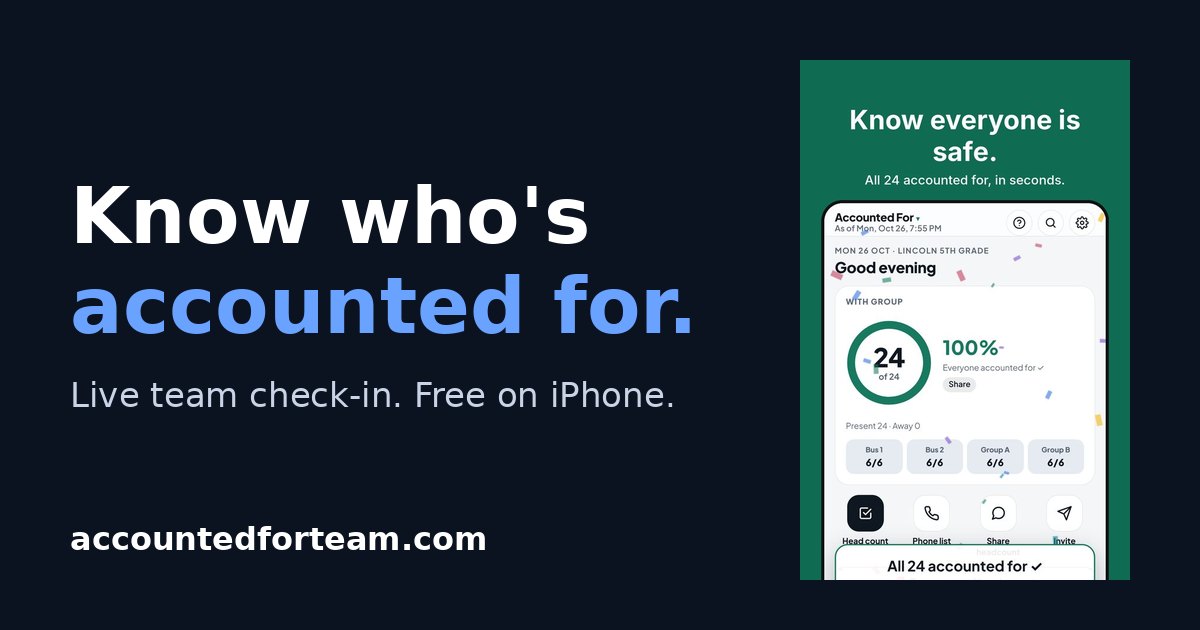 Know who's
accounted for.
Live team check-in. Free on iPhone.
accountedforteam.com
Know everyone is
safe.
All 24 accounted for, in seconds.
Accounted For ▾
As of Mon, Oct 26, 7:55 PM
MON 26 OCT · LINCOLN 5TH GRADE
Good evening
WITH GROUP
24
of 24
100%
Everyone accounted for ✓
Share
Present 24 · Away 0
Bus 1 Bus 2 Group A Group B
6/6 6/6 6/6 6/6
Head count Phone list Share Invite
headcount
All 24 accounted for ✓